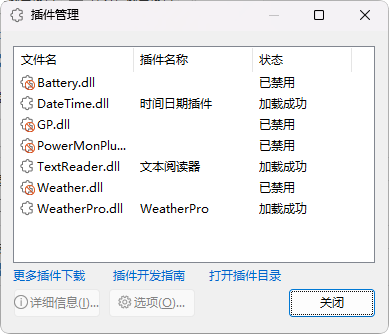 插件管理
文件名 插件名称 状态
Battery.dll 已禁用
DateTime.dll 时间日期插件 加载成功
GP.dll 已禁用
PowerMonPlu... 已禁用
TextReader.dll 文本阅读器 加载成功
Weather.dll 已禁用
WeatherPro.dll WeatherPro 加载成功
更多插件下载 插件开发指南 打开插件目录
详细信息(I)... 选项(O)... 关闭